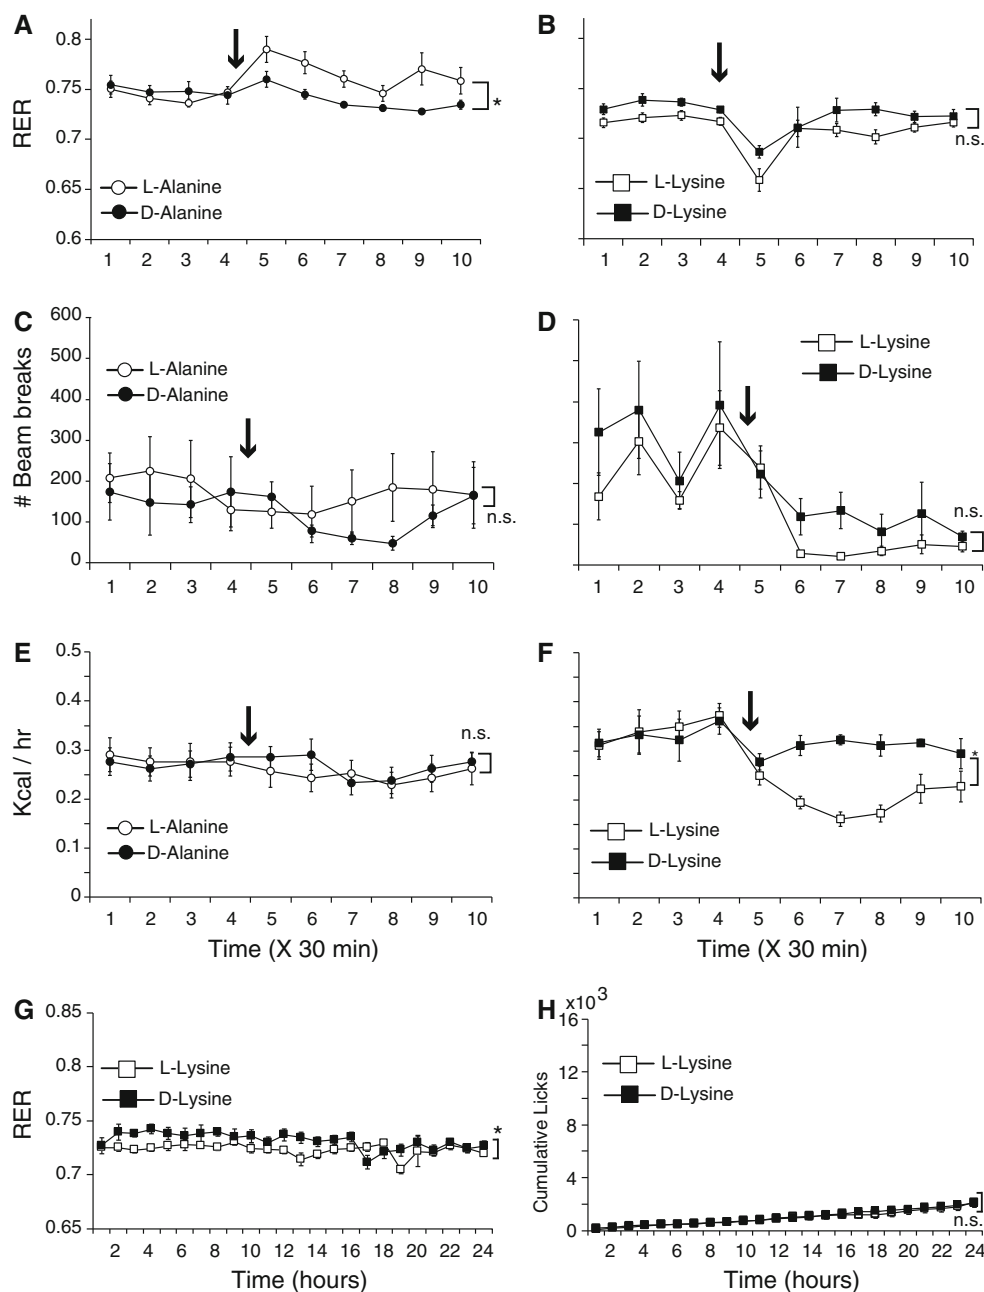 A
0.8
0.75
0.7
0.65
0.6
RER
L-Alanine
D-Alanine
*
1 2 3 4 5 6 7 8 9 10
B
L-Lysine
D-Lysine
n.s.
1 2 3 4 5 6 7 8 9 10
C
600
500
400
300
200
100
0
# Beam breaks
L-Alanine
D-Alanine
n.s.
1 2 3 4 5 6 7 8 9 10
D
L-Lysine
D-Lysine
n.s.
1 2 3 4 5 6 7 8 9 10
E
0.5
0.4
0.3
0.2
0.1
0
Kcal / hr
n.s.
L-Alanine
D-Alanine
1 2 3 4 5 6 7 8 9 10
Time (X 30 min)
F
*
L-Lysine
D-Lysine
1 2 3 4 5 6 7 8 9 10
Time (X 30 min)
G
0.85
0.8
0.75
0.7
0.65
RER
L-Lysine
D-Lysine
*
2 4 6 8 10 12 14 16 18 20 22 24
Time (hours)
H
x10³
16
12
8
4
0
Cumulative Licks
L-Lysine
D-Lysine
n.s.
2 4 6 8 10 12 14 16 18 20 22 24
Time (hours)